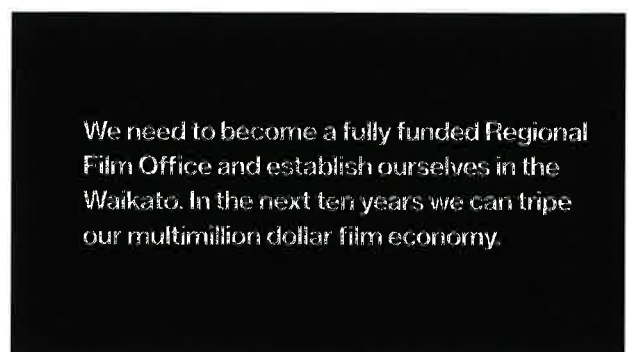 We need to become a fully funded Regional
Film Office and establish ourselves in the
Waikato. In the next ten years we can tripe
our multimillion dollar film economy.